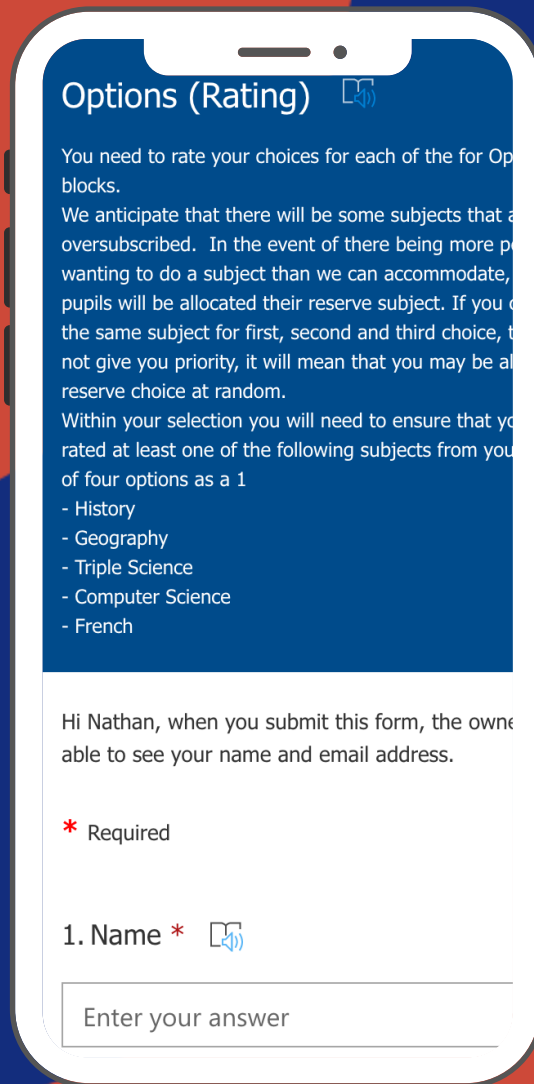 Options (Rating)
You need to rate your choices for each of the for Op
blocks.
We anticipate that there will be some subjects that a
oversubscribed.  In the event of there being more p
wanting to do a subject than we can accommodate,
pupils will be allocated their reserve subject. If you
the same subject for first, second and third choice, t
not give you priority, it will mean that you may be al
reserve choice at random.
Within your selection you will need to ensure that yo
rated at least one of the following subjects from you
of four options as a 1
- History
- Geography
- Triple Science
- Computer Science
- French
Hi Nathan, when you submit this form, the owne
able to see your name and email address.
* Required
1. Name *
Enter your answer